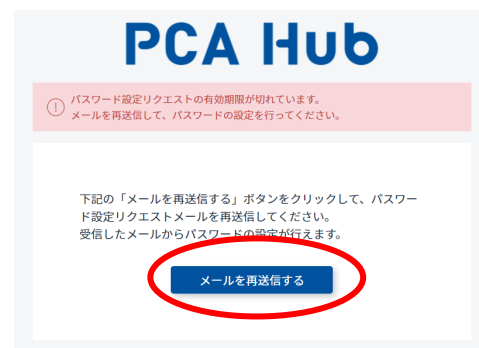 PCA Hub
パスワード設定リクエストの有効期限が切れています。
メールを再送信して、パスワードの設定を行ってください。
下記の「メールを再送信する」ボタンをクリックして、パスワー
ド設定リクエストメールを再送信してください。
受信したメールからパスワードの設定が行えます。
メールを再送信する